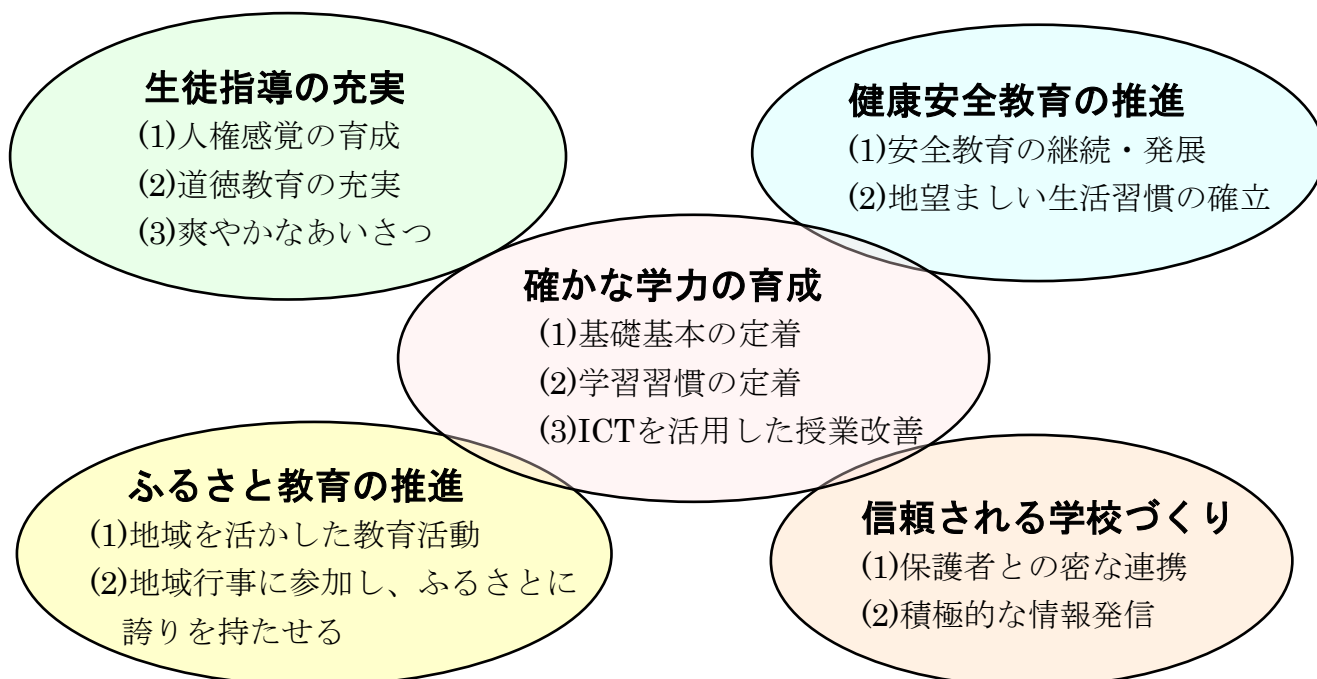 生徒指導の充実
(1)人権感覚の育成
(2)道徳教育の充実
(3)爽やかなあいさつ
健康安全教育の推進
(1)安全教育の継続・発展
(2)地望ましい生活習慣の確立
確かな学力の育成
(1)基礎基本の定着
(2)学習習慣の定着
(3)ICTを活用した授業改善
ふるさと教育の推進
(1)地域を活かした教育活動
(2)地域行事に参加し、ふるさとに
誇りを持たせる
信頼される学校づくり
(1)保護者との密な連携
(2)積極的な情報発信